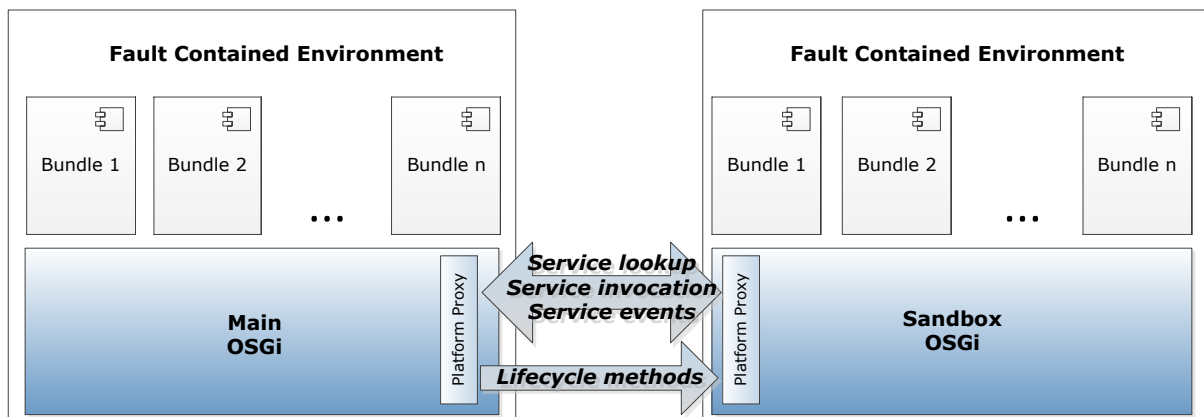 Fault Contained Environment
Bundle 1
Bundle 2
...
Bundle n
Main
OSGi
Platform Proxy
Service lookup
Service invocation
Service events
Lifecycle methods
Fault Contained Environment
Bundle 1
Bundle 2
...
Bundle n
Platform Proxy
Sandbox
OSGi